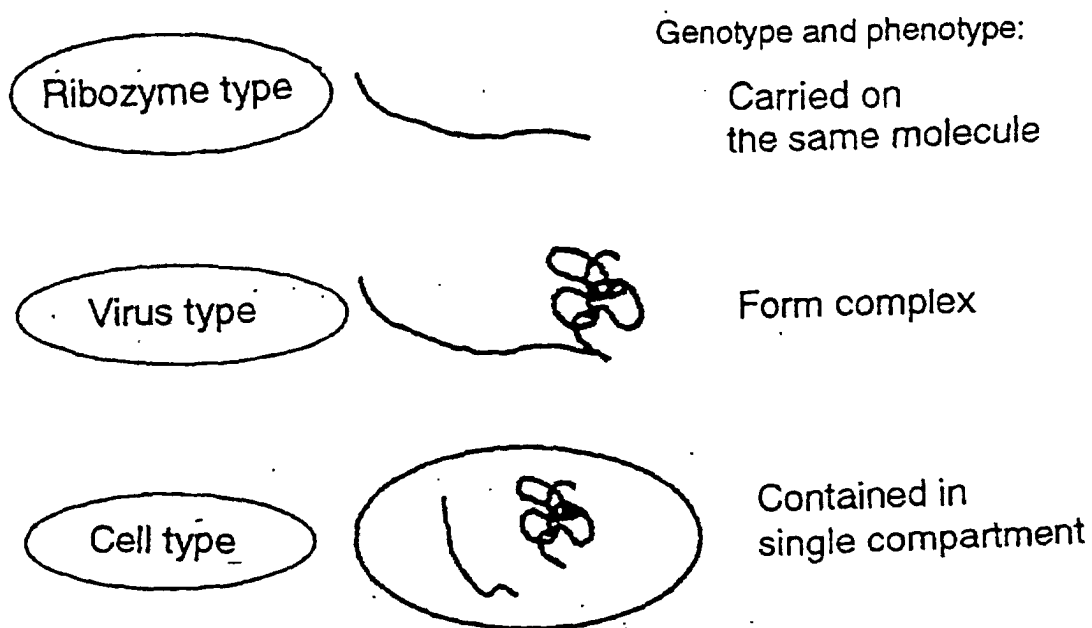 Genotype and phenotype:
Ribozyme type
Carried on
the same molecule
Virus type
Form complex
Cell type
Contained in
single compartment